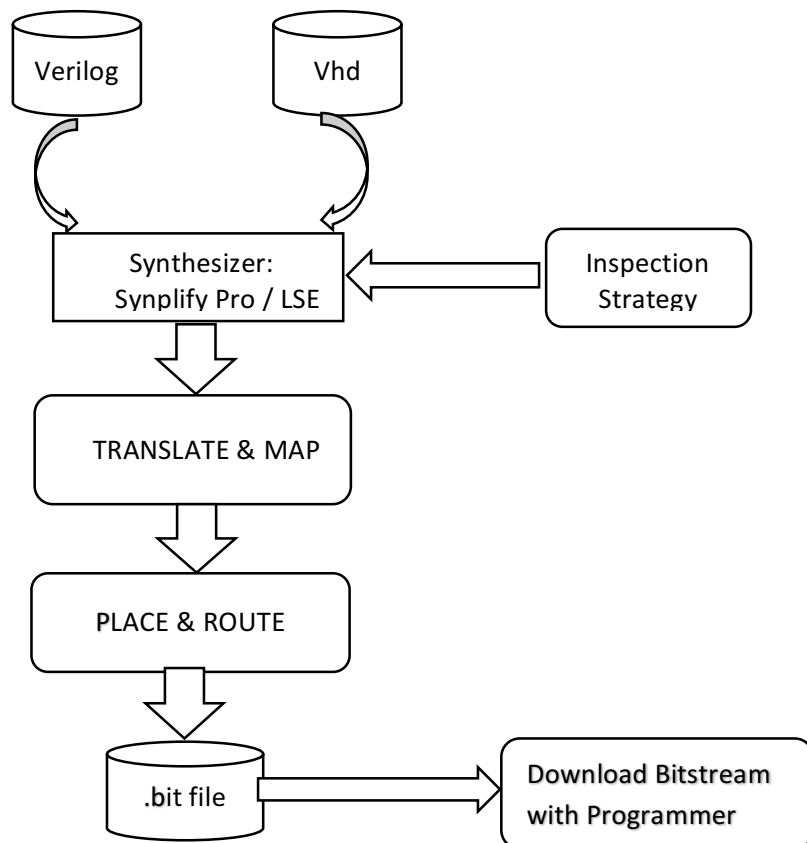 Verilog
Vhd
Synthesizer:
Synplify Pro / LSE
Inspection
Strategy
TRANSLATE & MAP
PLACE & ROUTE
.bit file
Download Bitstream
with Programmer